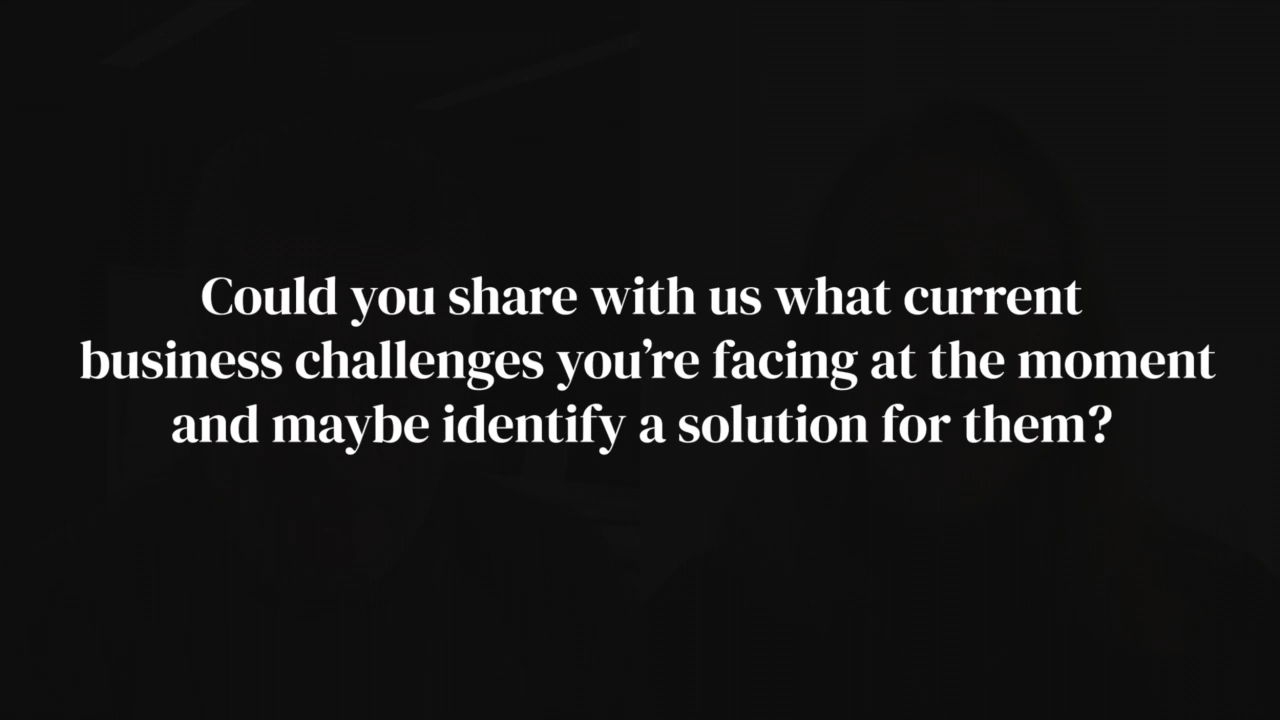 Could you share with us what current
business challenges you’re facing at the moment
and maybe identify a solution for them?